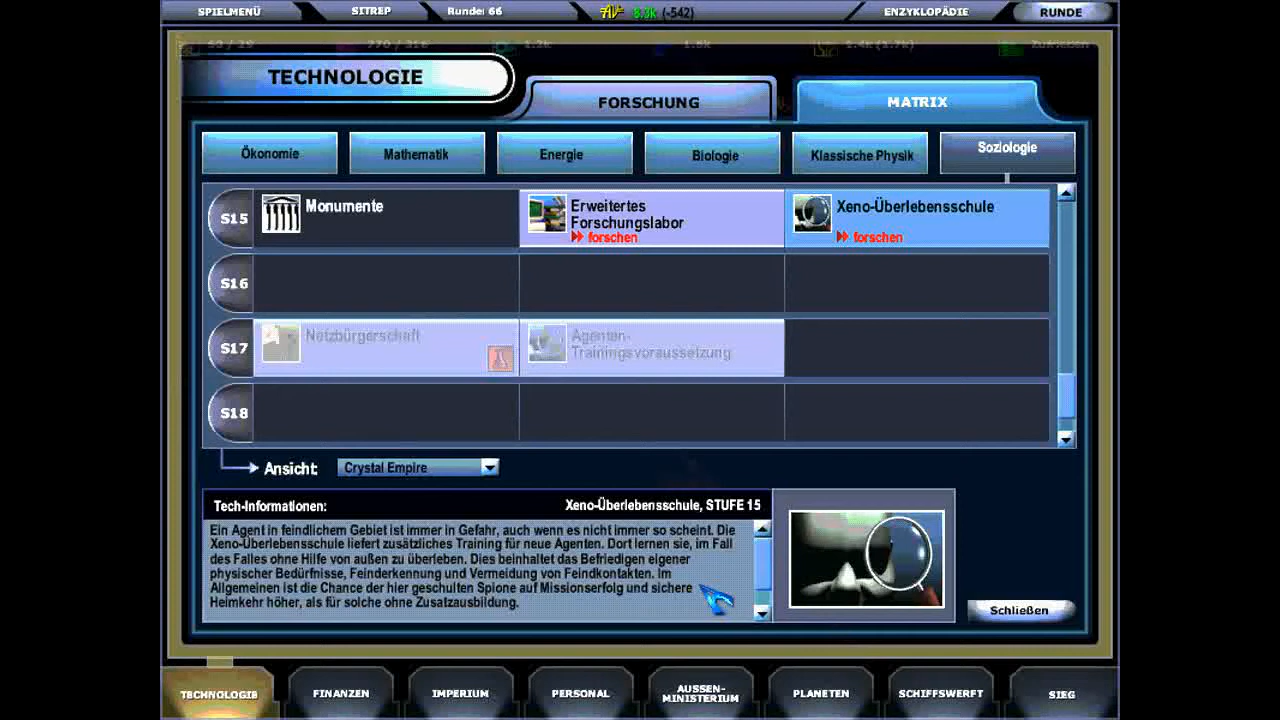 SPIELMENÜ
SITREP
Runde: 66
8.3k (-542)
ENZYKLOPÄDIE
RUNDE
TECHNOLOGIE
FORSCHUNG
MATRIX
Ökonomie
Mathematik
Energie
Biologie
Klassische Physik
Soziologie
S15
Monumente
Erweitertes
Forschungslabor
forschen
Xeno-Überlebensschule
forschen
S16
S17
Netzbürgerschaft
Agenten-
Trainingsvoraussetzung
S18
Ansicht:
Crystal Empire
Tech-Informationen:
Xeno-Überlebensschule, STUFE 15
Ein Agent in feindlichem Gebiet ist immer in Gefahr, auch wenn es nicht immer so scheint. Die
Xeno-Überlebensschule liefert zusätzliches Training für neue Agenten. Dort lernen sie, im Fall
des Falles ohne Hilfe von außen zu überleben. Dies beinhaltet das Befriedigen eigener
physischer Bedürfnisse, Feinderkennung und Vermeidung von Feindkontakten. Im
Allgemeinen ist die Chance der hier geschulten Spione auf Missionserfolg und sichere
Heimkehr höher, als für solche ohne Zusatzausbildung.
Schließen
TECHNOLOGIE
FINANZEN
IMPERIUM
PERSONAL
AUSSEN-
MINISTERIUM
PLANETEN
SCHIFFSWERFT
SIEG